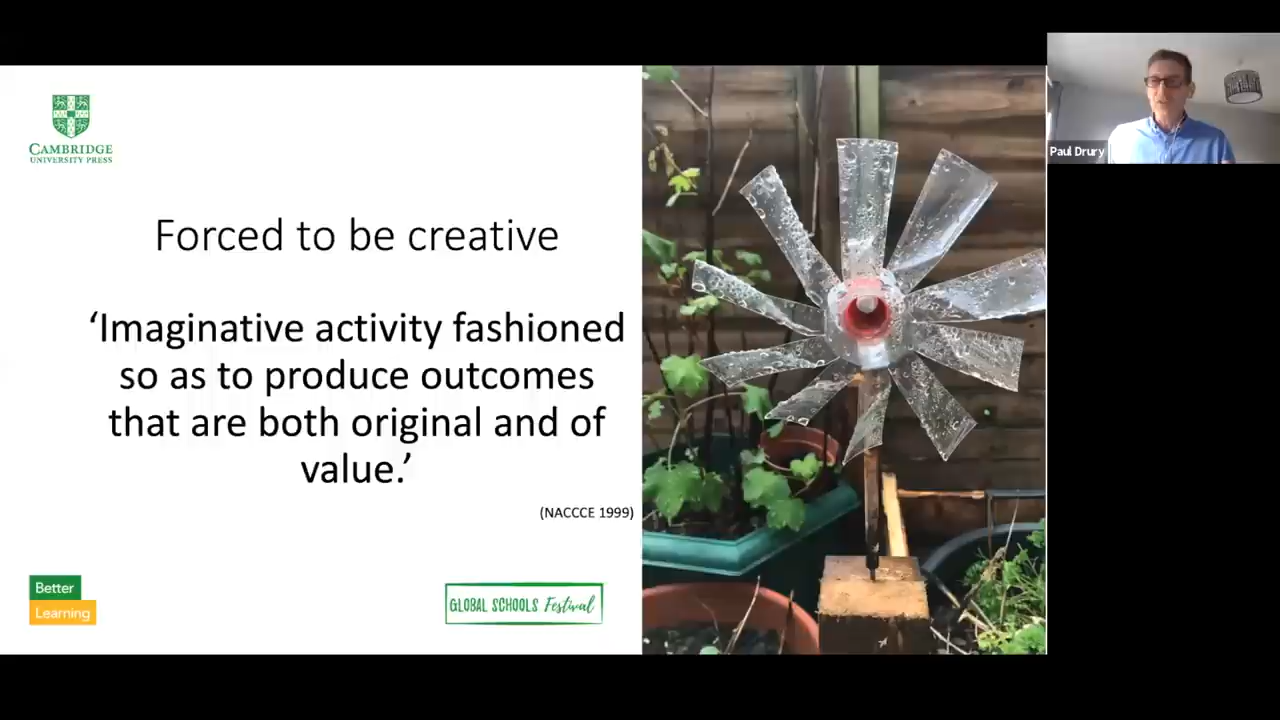 CAMBRIDGE
UNIVERSITY PRESS
Forced to be creative
‘Imaginative activity fashioned
so as to produce outcomes
that are both original and of
value.’
(NACCCE 1999)
Better
Learning
GLOBAL SCHOOLS Festival
Paul Drury